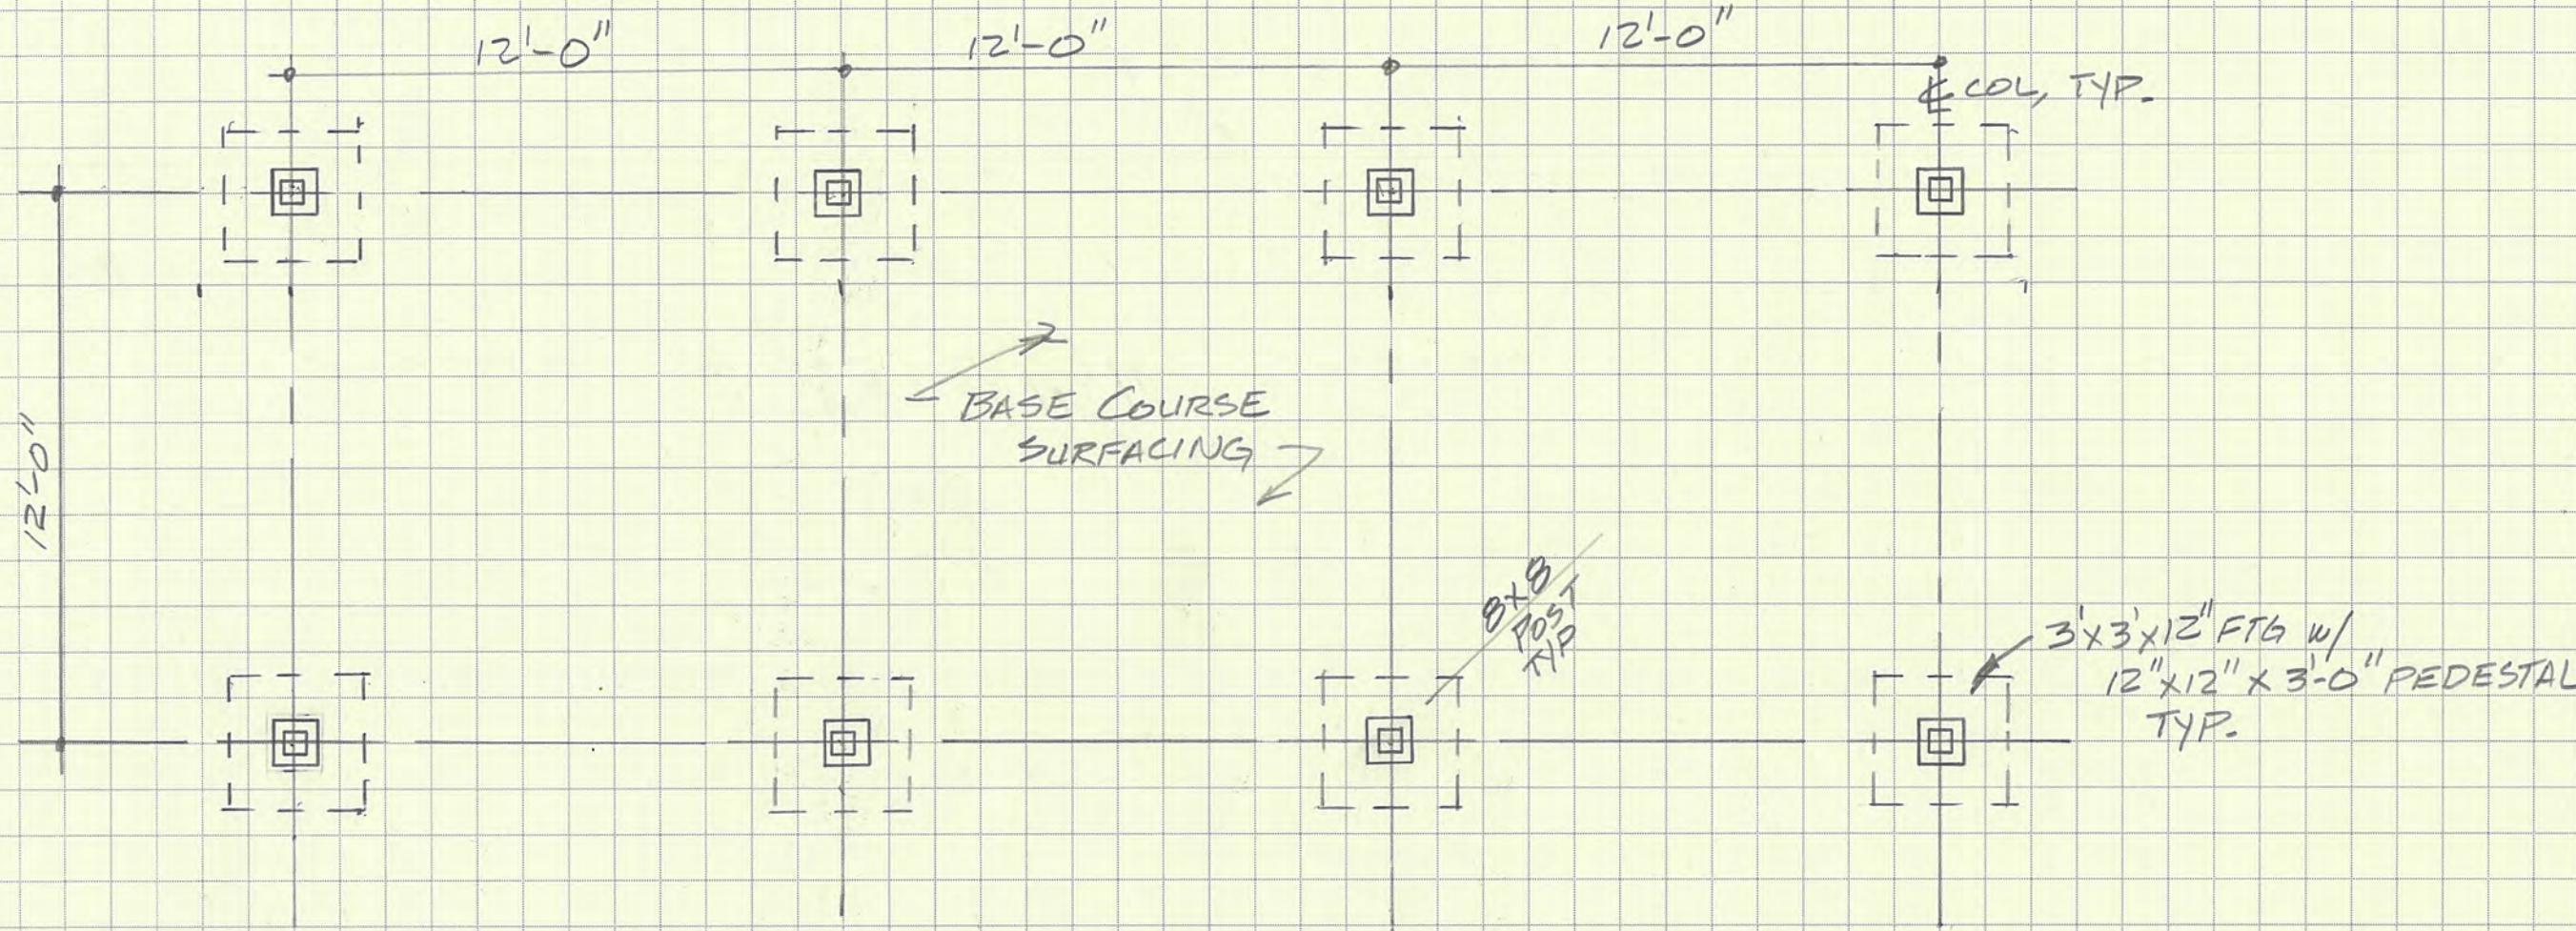 12'-0"
12'-0"
12'-0"
℄ COL, TYP.
12'-0"
BASE COURSE
SURFACING
8x8
POST
TYP
3'x3'x12" FTG w/
12"x12" x 3'-0" PEDESTAL
TYP.